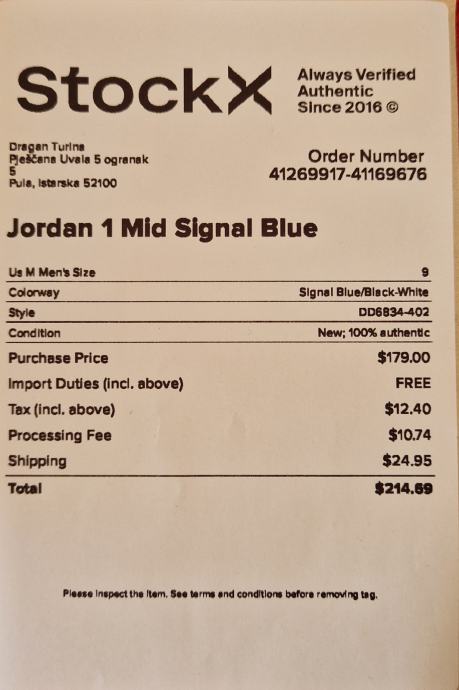 StockX
Always Verified
Authentic
Since 2016 ©
Dragan Turina
Pješčana Uvala 5 ogranak
5
Pula, Istarska 52100
Order Number
41269917-41169676
Jordan 1 Mid Signal Blue
Us M Men's Size 9
Colorway Signal Blue/Black-White
Style DD6834-402
Condition New; 100% authentic
Purchase Price $179.00
Import Duties (incl. above) FREE
Tax (incl. above) $12.40
Processing Fee $10.74
Shipping $24.95
Total $214.69
Please inspect the item. See terms and conditions before removing tag.